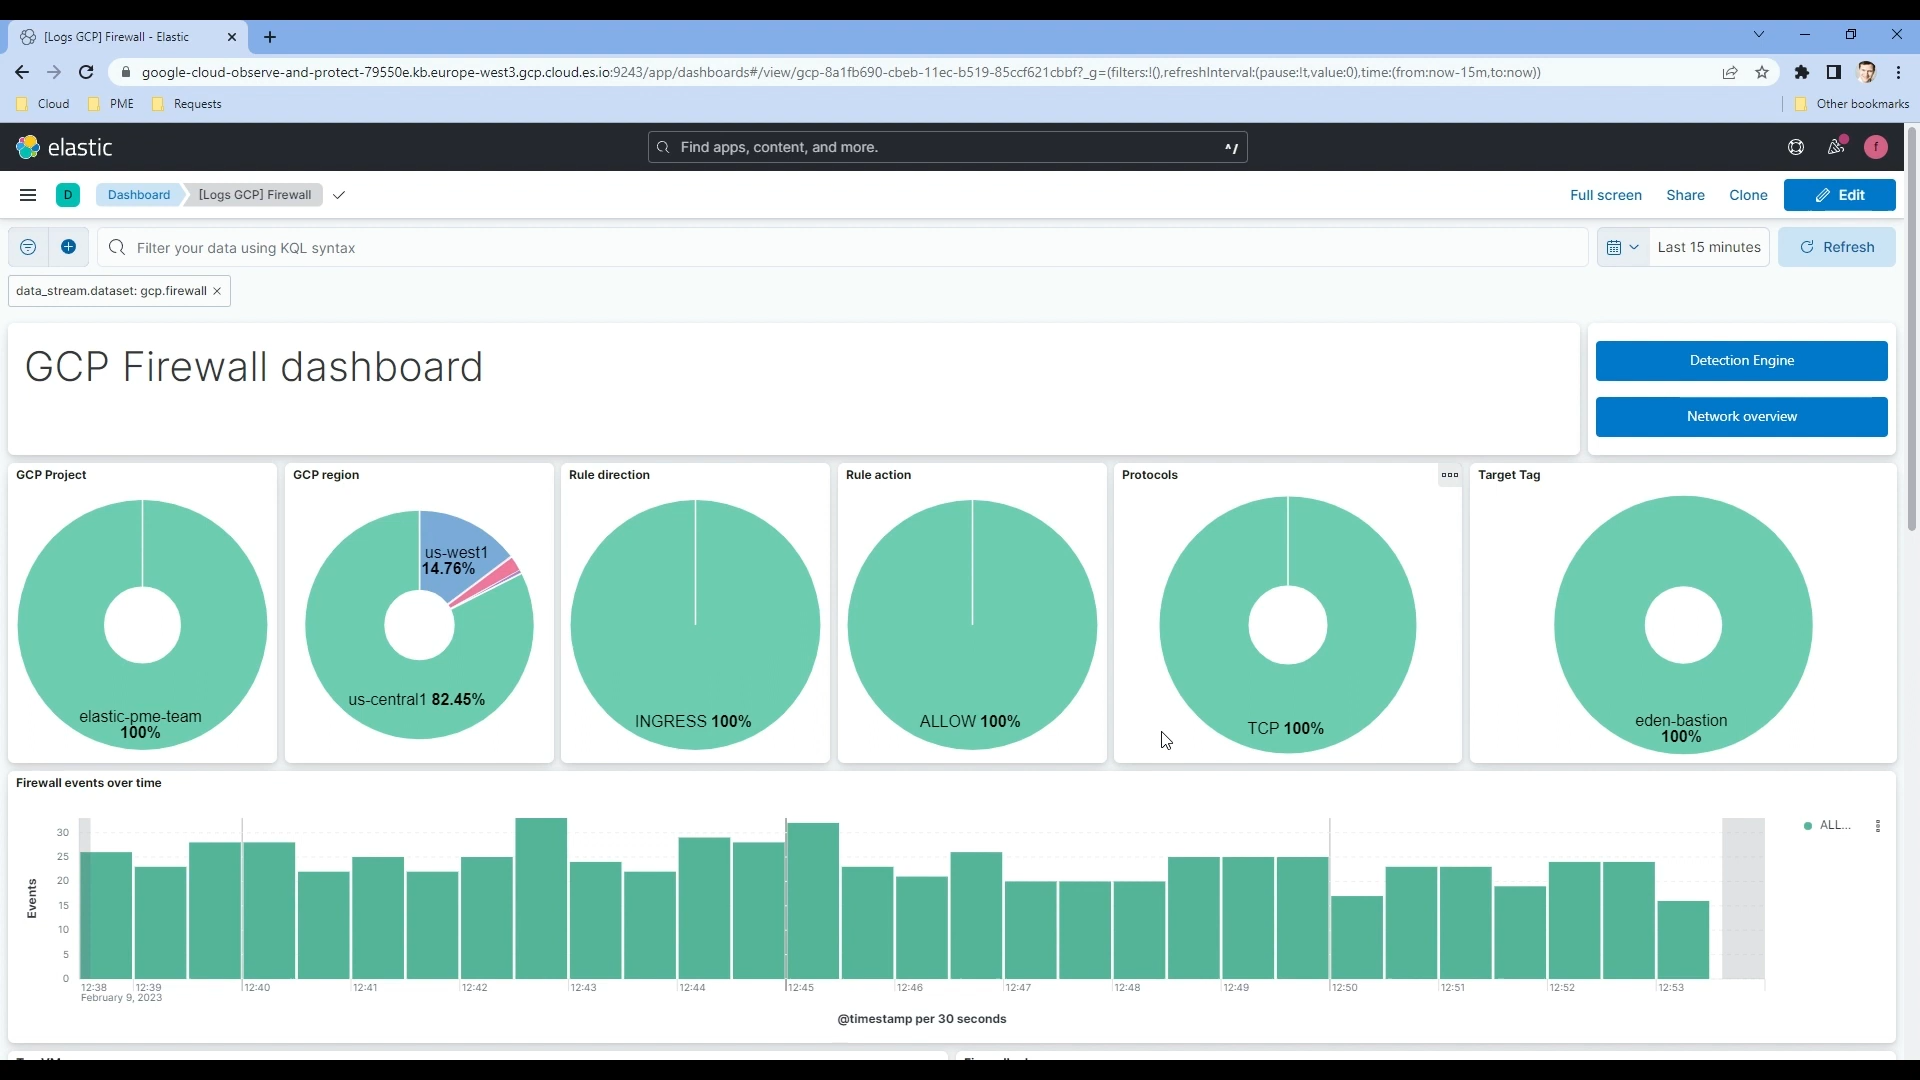 [Logs GCP] Firewall - Elastic
google-cloud-observe-and-protect-79550e.kb.europe-west3.gcp.cloud.es.io:9243/app/dashboards#/view/gcp-8a1fb690-cbeb-11ec-b519-85ccf621cbbf?_g=(filters:!(),refreshInterval:(pause:!t,value:0),time:(from:now-15m,to:now))
Cloud
PME
Requests
Other bookmarks
elastic
Find apps, content, and more.
^/
f
D
Dashboard
[Logs GCP] Firewall
Full screen
Share
Clone
Edit
Filter your data using KQL syntax
Last 15 minutes
Refresh
data_stream.dataset: gcp.firewall
GCP Firewall dashboard
Detection Engine
Network overview
GCP Project
GCP region
Rule direction
Rule action
Protocols
Target Tag
elastic-pme-team
100%
us-west1
14.76%
us-central1 82.45%
INGRESS 100%
ALLOW 100%
TCP 100%
eden-bastion
100%
Firewall events over time
Events
30
25
20
15
10
5
0
12:38
12:39
12:40
12:41
12:42
12:43
12:44
12:45
12:46
12:47
12:48
12:49
12:50
12:51
12:52
12:53
February 9, 2023
@timestamp per 30 seconds
ALL...